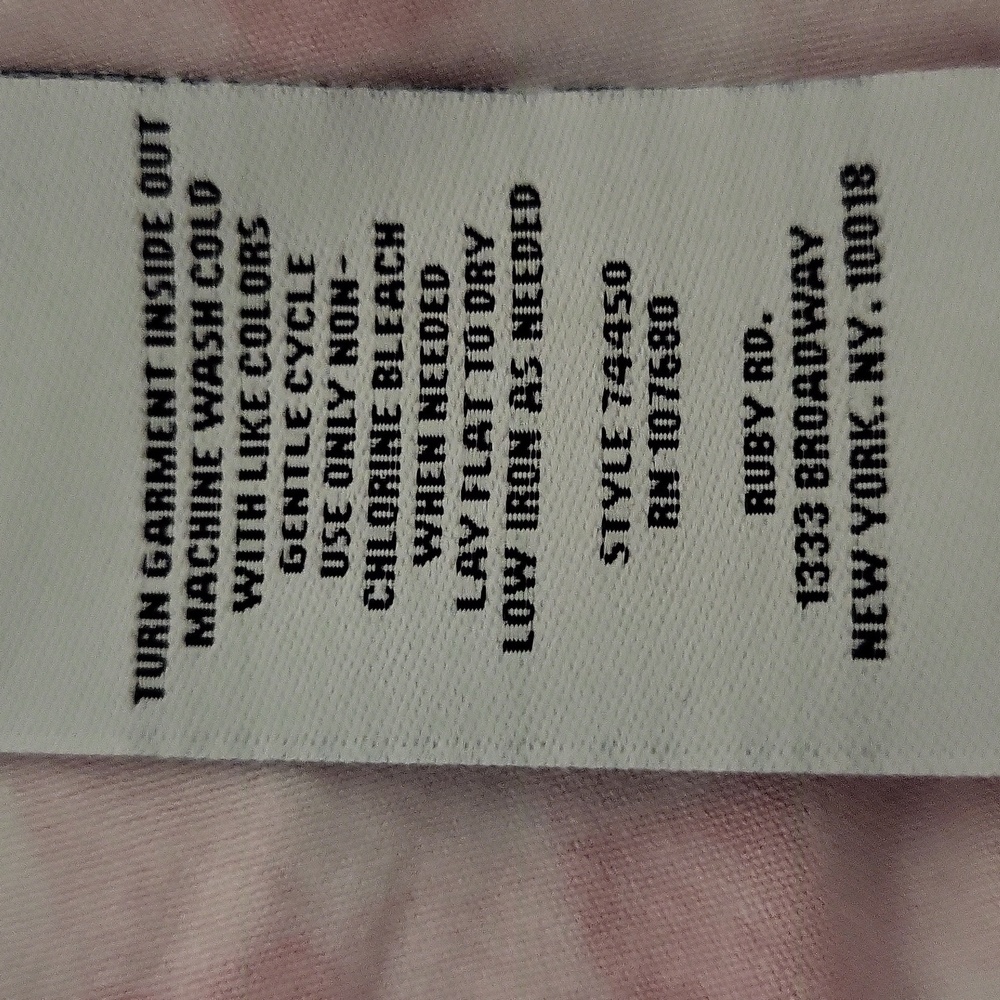 TURN GARMENT INSIDE OUT
MACHINE WASH COLD
WITH LIKE COLORS
GENTLE CYCLE
USE ONLY NON-
CHLORINE BLEACH
WHEN NEEDED
LAY FLAT TO DRY
LOW IRON AS NEEDED
STYLE 74450
RN 107680
RUBY RD.
1333 BROADWAY
NEW YORK. NY. 10018